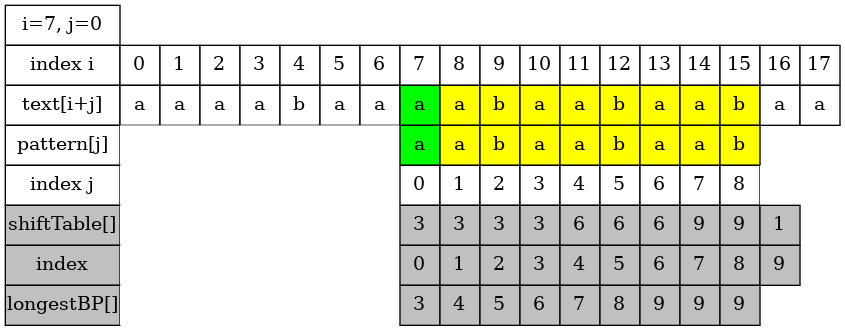 i=7, j=0
index i 0 1 2 3 4 5 6 7 8 9 10 11 12 13 14 15 16 17
text[i+j] a a a a b a a a a b a a b a a b a a
pattern[j] a a b a a b a a b
index j 0 1 2 3 4 5 6 7 8
shiftTable[] 3 3 3 3 6 6 6 9 9 1
index 0 1 2 3 4 5 6 7 8 9
longestBP[] 3 4 5 6 7 8 9 9 9